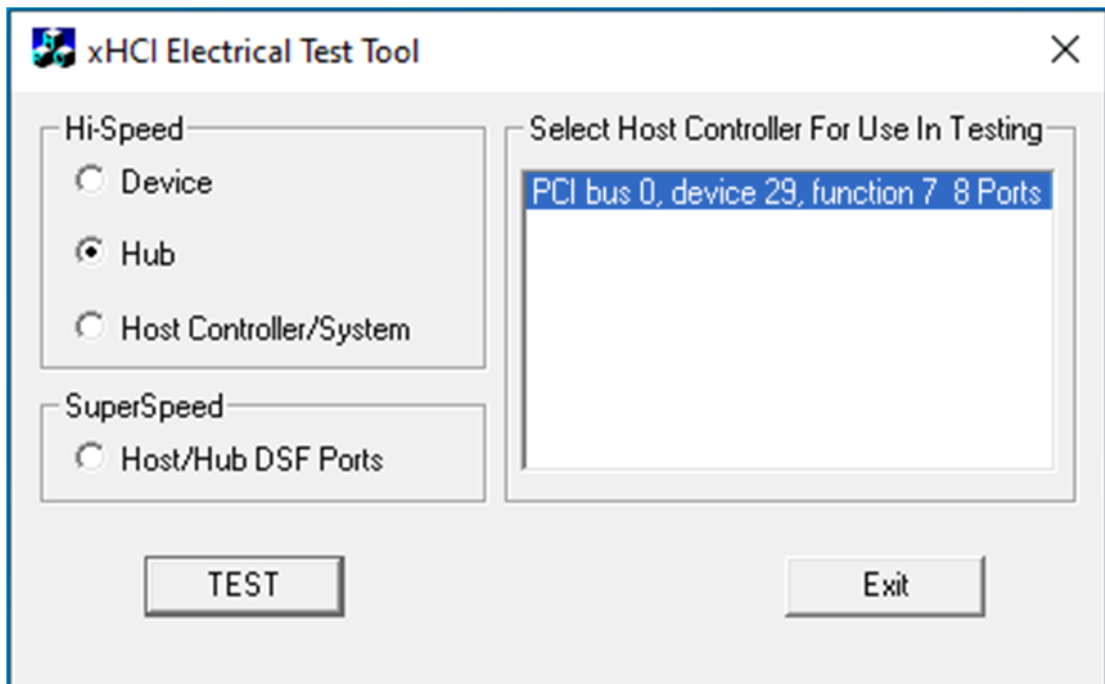 xHCI Electrical Test Tool
Hi-Speed
Device
Hub
Host Controller/System
SuperSpeed
Host/Hub DSF Ports
Select Host Controller For Use In Testing
PCI bus 0, device 29, function 7  8 Ports
TEST
Exit